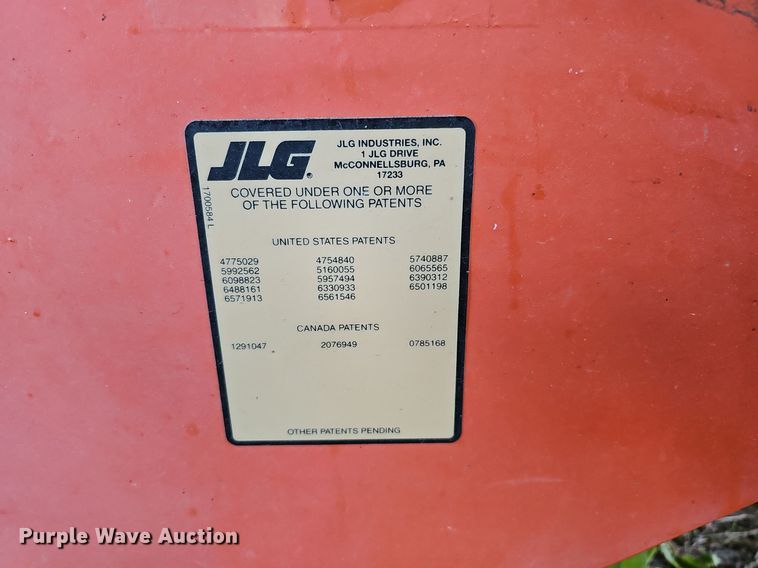 JLG®
JLG INDUSTRIES, INC.
1 JLG DRIVE
McCONNELLSBURG, PA
17233
1700584 L
COVERED UNDER ONE OR MORE
OF THE FOLLOWING PATENTS
UNITED STATES PATENTS
4775029 4754840 5740887
5992562 5160055 6065565
6098823 5957494 6390312
6488161 6330933 6501198
6571913 6561546
CANADA PATENTS
1291047 2076949 0785168
OTHER PATENTS PENDING
Purple Wave Auction